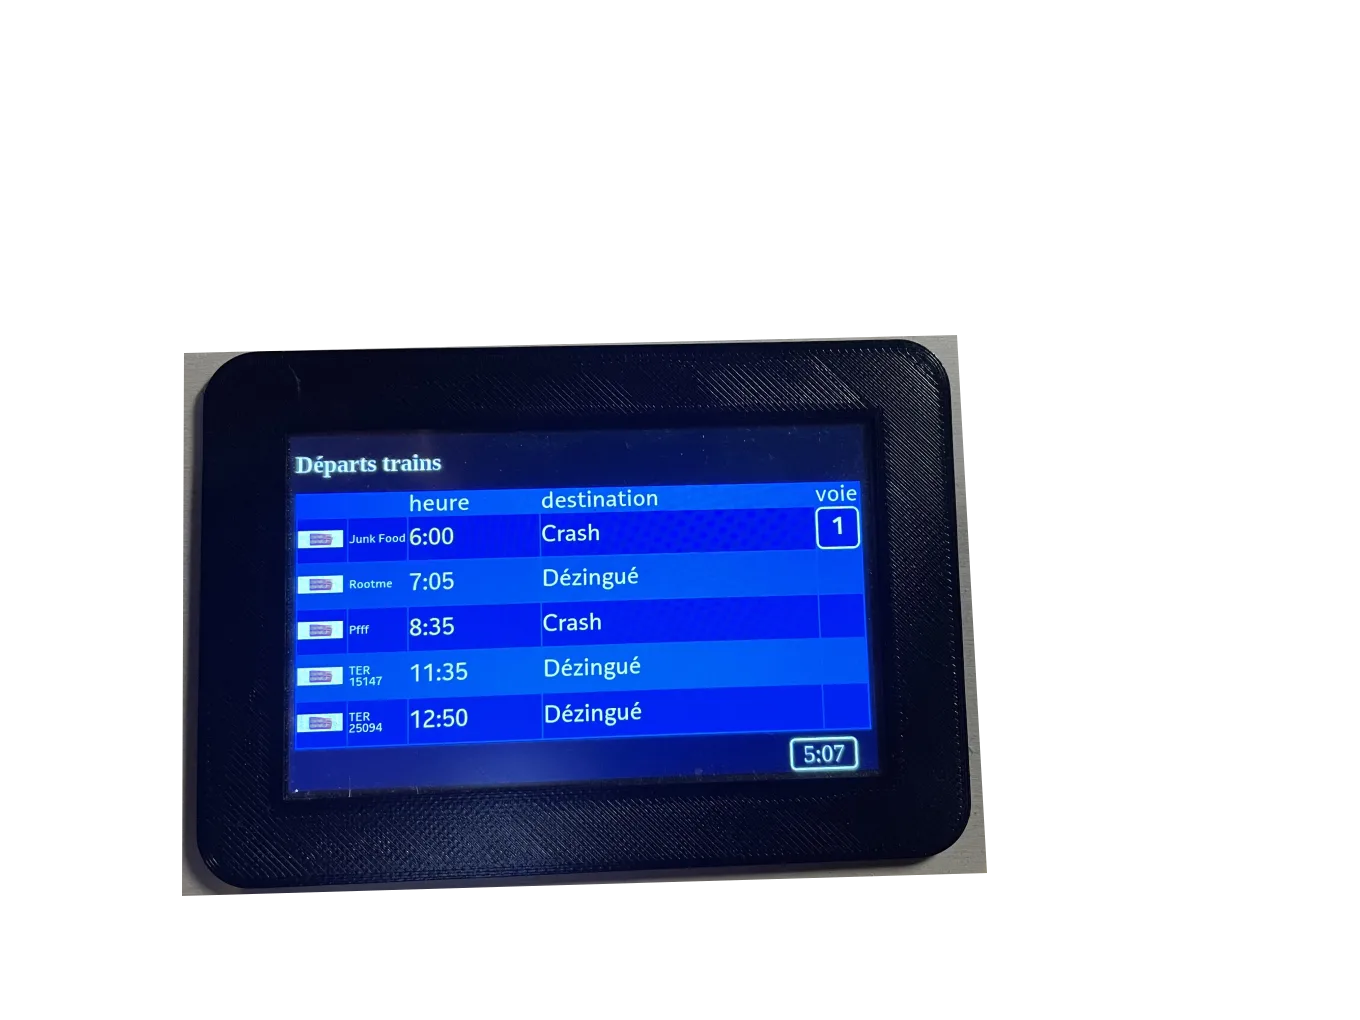 Départs trains
heure destination voie
Junk Food 6:00 Crash 1
Rootme 7:05 Dézingué
Pfff 8:35 Crash
TER 15147 11:35 Dézingué
TER 25094 12:50 Dézingué
5:07